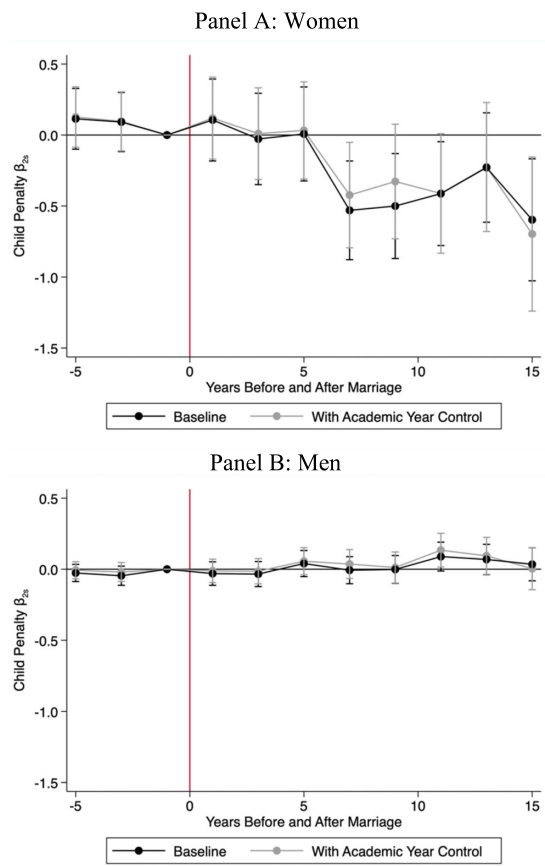 Panel A: Women
0.5
0.0
-0.5
-1.0
-1.5
Child Penalty β2s
-5 0 5 10 15
Years Before and After Marriage
Baseline With Academic Year Control
Panel B: Men
0.5
0.0
-0.5
-1.0
-1.5
Child Penalty β2s
-5 0 5 10 15
Years Before and After Marriage
Baseline With Academic Year Control